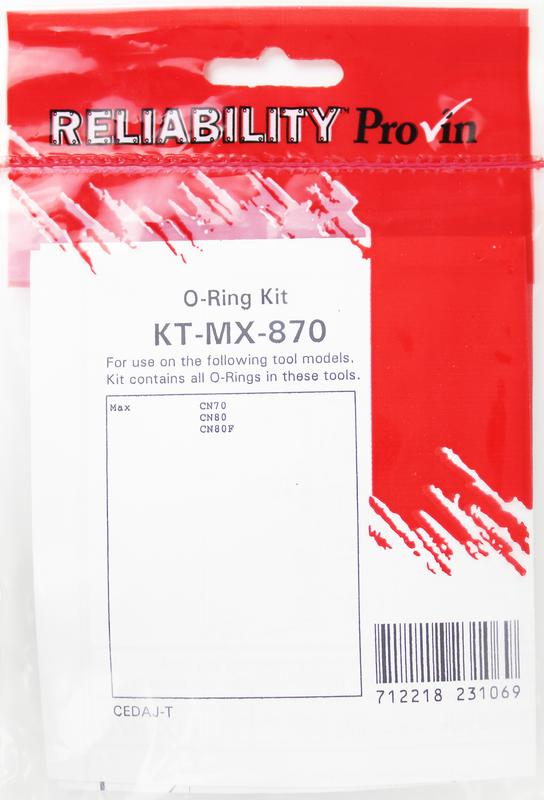 RELIABILITY™ Provin
O-Ring Kit
KT-MX-870
For use on the following tool models.
Kit contains all O-Rings in these tools.
Max CN70
CN80
CN80F
712218 231069
CEDAJ-T